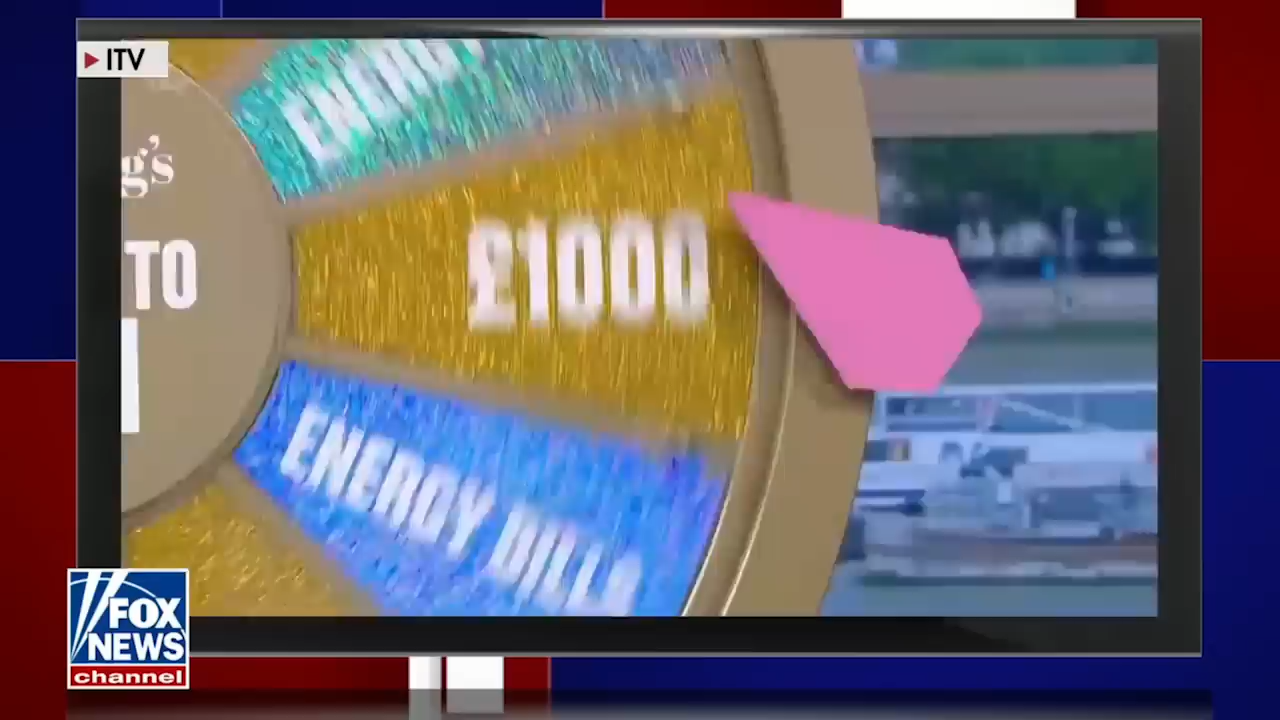 ITV
g's
TO
£1000
ENERGY BILLS
FOX
NEWS
channel